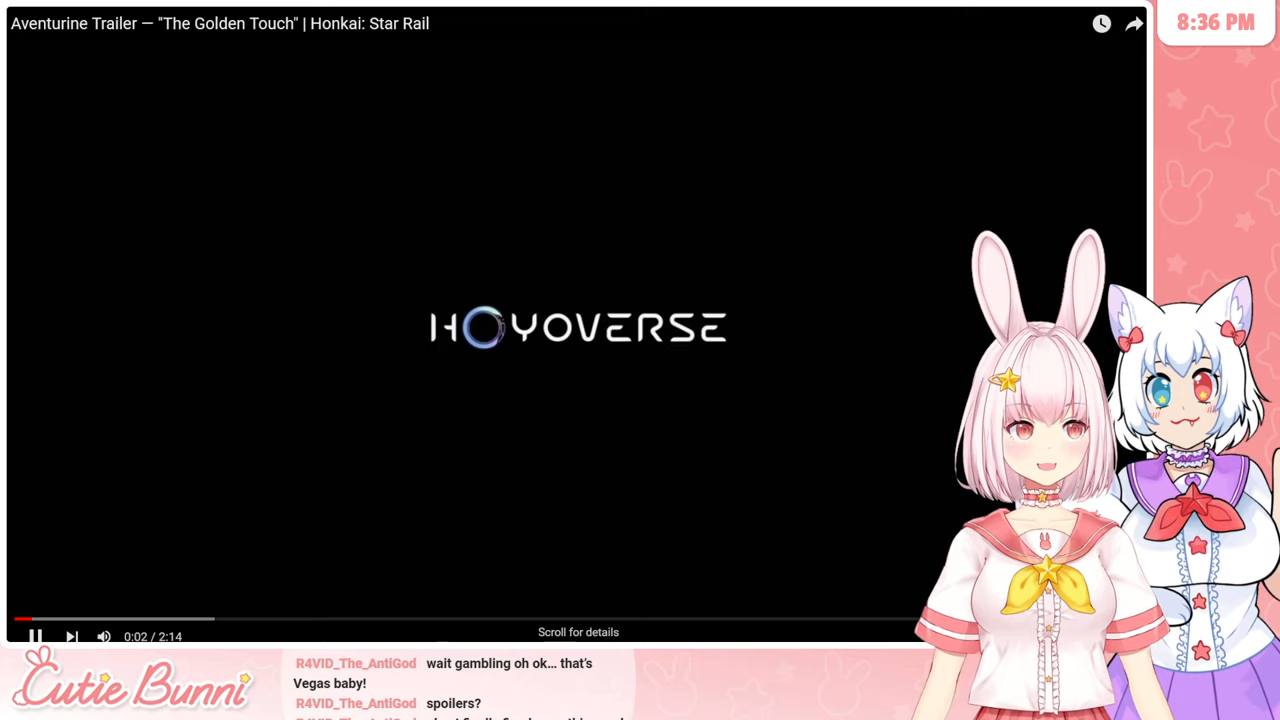 Aventurine Trailer — "The Golden Touch" | Honkai: Star Rail
8:36 PM
HOYOVERSE
0:02 / 2:14
Scroll for details
Cutie Bunni
R4VID_The_AntiGod wait gambling oh ok... that's
Vegas baby!
R4VID_The_AntiGod spoilers?